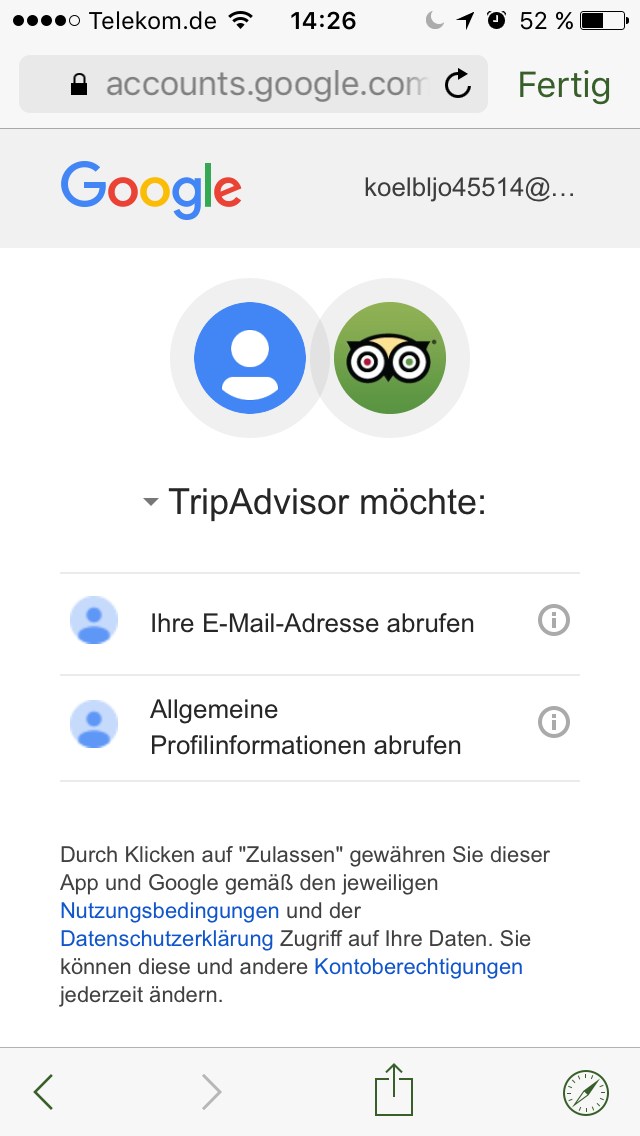 Telekom.de 14:26 52 %
accounts.google.com Fertig
Google koelbljo45514@...
TripAdvisor möchte:
Ihre E-Mail-Adresse abrufen
Allgemeine
Profilinformationen abrufen
Durch Klicken auf "Zulassen" gewähren Sie dieser
App und Google gemäß den jeweiligen
Nutzungsbedingungen und der
Datenschutzerklärung Zugriff auf Ihre Daten. Sie
können diese und andere Kontoberechtigungen
jederzeit ändern.